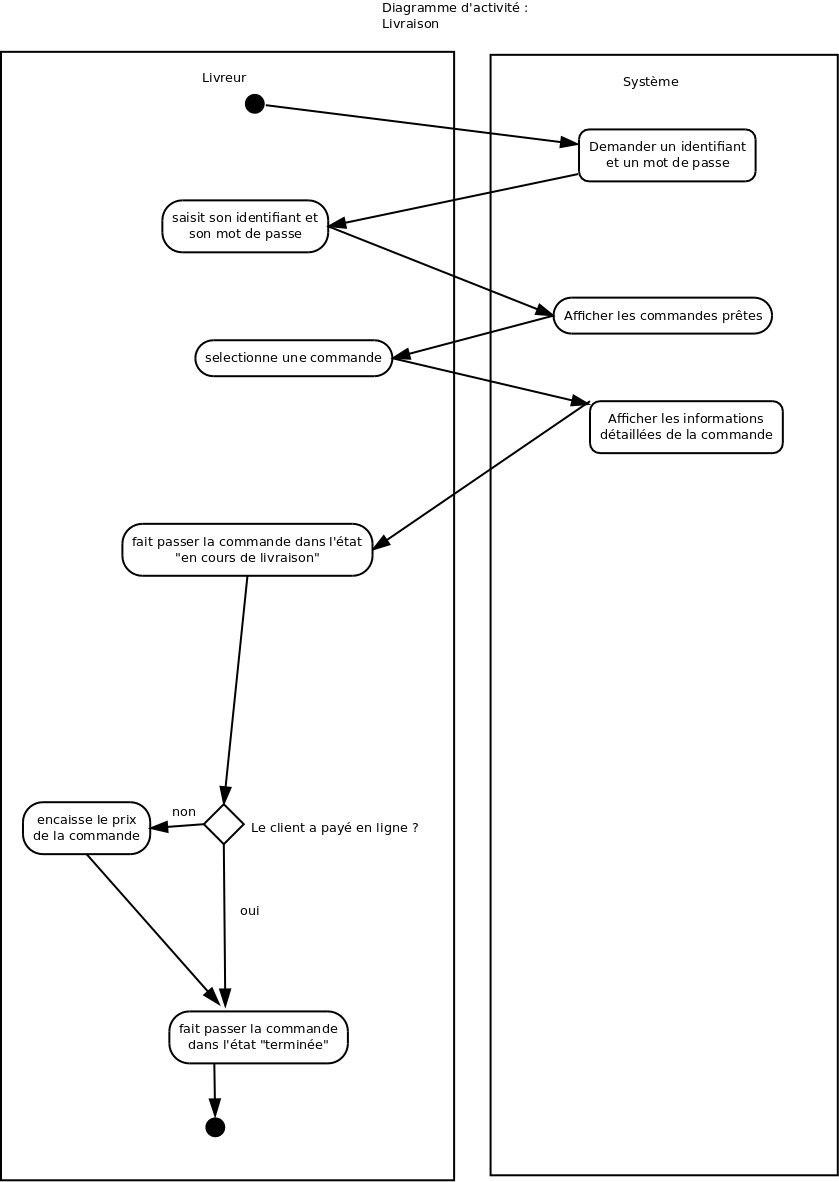 Diagramme d'activité :
Livraison
Livreur
Système
Demander un identifiant
et un mot de passe
saisit son identifiant et
son mot de passe
Afficher les commandes prêtes
selectionne une commande
Afficher les informations
détaillées de la commande
fait passer la commande dans l'état
"en cours de livraison"
non
encaisse le prix
de la commande
Le client a payé en ligne ?
oui
fait passer la commande
dans l'état "terminée"